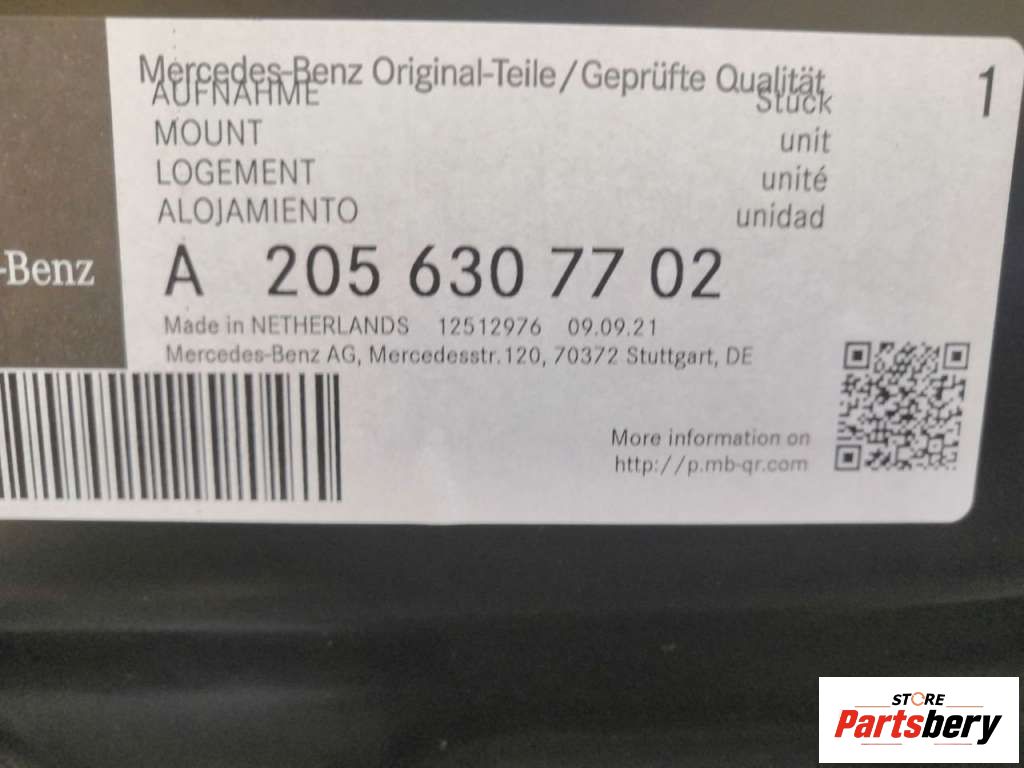 Mercedes-Benz Original-Teile/Geprüfte Qualität
1
AUFNAHME Stück
MOUNT unit
LOGEMENT unité
ALOJAMIENTO unidad
-Benz
A 205 630 77 02
Made in NETHERLANDS 12512976 09.09.21
Mercedes-Benz AG, Mercedesstr.120, 70372 Stuttgart, DE
More information on
http://p.mb-qr.com
STORE
Partsbery